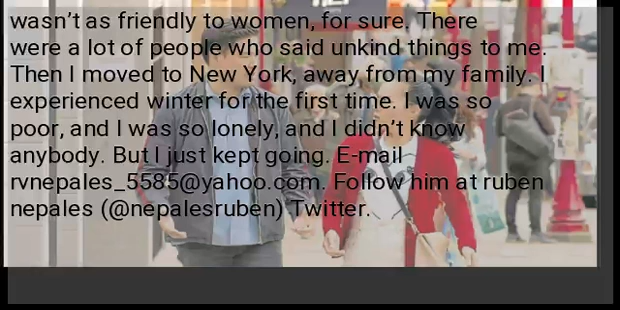 wasn't as friendly to women, for sure. There
were a lot of people who said unkind things to me.
Then I moved to New York, away from my family. I
experienced winter for the first time. I was so
poor, and I was so lonely, and I didn't know
anybody. But I just kept going. E-mail
rvnepales_5585@yahoo.com. Follow him at ruben
nepales (@nepalesruben) Twitter.